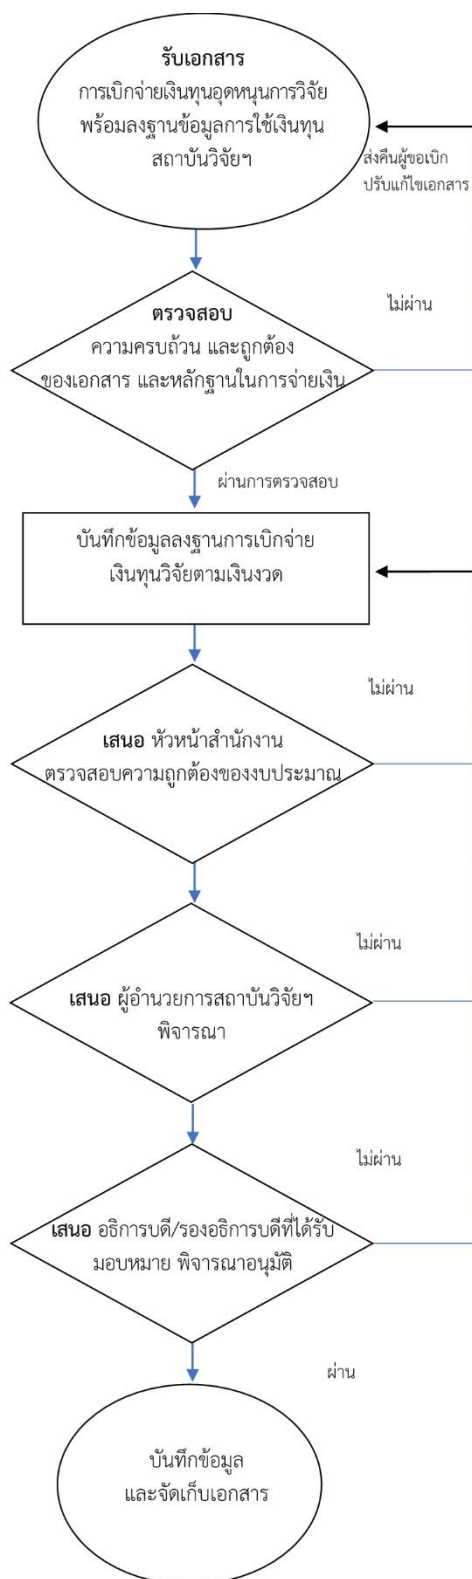 รับเอกสาร
การเบิกจ่ายเงินทุนอุดหนุนการวิจัย
พร้อมลงฐานข้อมูลการใช้เงินทุน
สถาบันวิจัยฯ
ส่งคืนผู้ขอเบิก
ปรับแก้ไขเอกสาร
ไม่ผ่าน
ตรวจสอบ
ความครบถ้วน และถูกต้อง
ของเอกสาร และหลักฐานในการจ่ายเงิน
ผ่านการตรวจสอบ
บันทึกข้อมูลลงฐานการเบิกจ่าย
เงินทุนวิจัยตามเงินงวด
ไม่ผ่าน
เสนอ หัวหน้าสำนักงาน
ตรวจสอบความถูกต้องของงบประมาณ
ไม่ผ่าน
เสนอ ผู้อำนวยการสถาบันวิจัยฯ
พิจารณา
ไม่ผ่าน
เสนอ อธิการบดี/รองอธิการบดีที่ได้รับ
มอบหมาย พิจารณาอนุมัติ
ผ่าน
บันทึกข้อมูล
และจัดเก็บเอกสาร